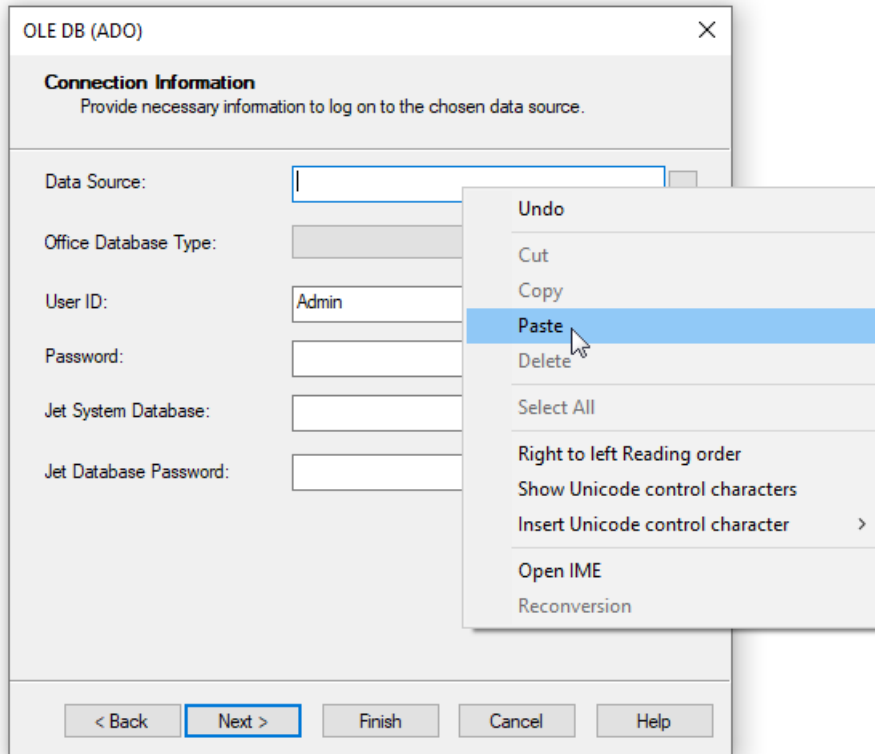 OLE DB (ADO)
Connection Information
Provide necessary information to log on to the chosen data source.
Data Source:
Office Database Type:
User ID:
Admin
Password:
Jet System Database:
Jet Database Password:
Undo
Cut
Copy
Paste
Delete
Select All
Right to left Reading order
Show Unicode control characters
Insert Unicode control character
Open IME
Reconversion
< Back
Next >
Finish
Cancel
Help